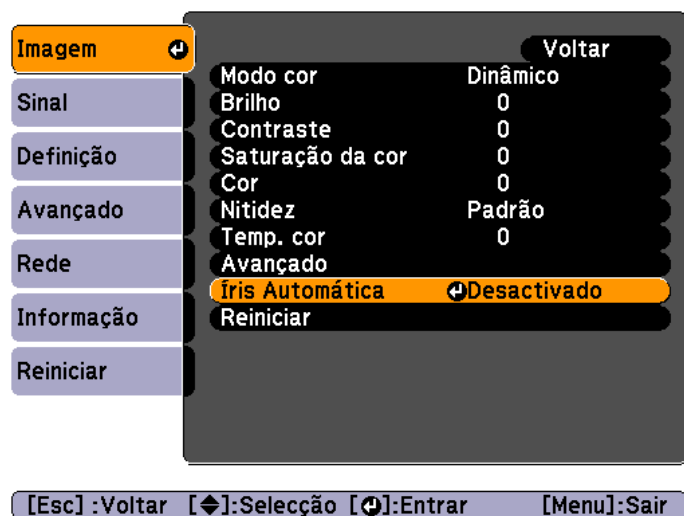 Imagem
Sinal
Definição
Avançado
Rede
Informação
Reiniciar
Voltar
Modo cor Dinâmico
Brilho 0
Contraste 0
Saturação da cor 0
Cor 0
Nitidez Padrão
Temp. cor 0
Avançado
Íris Automática Desactivado
Reiniciar
[Esc] :Voltar []:Selecção []:Entrar [Menu]:Sair